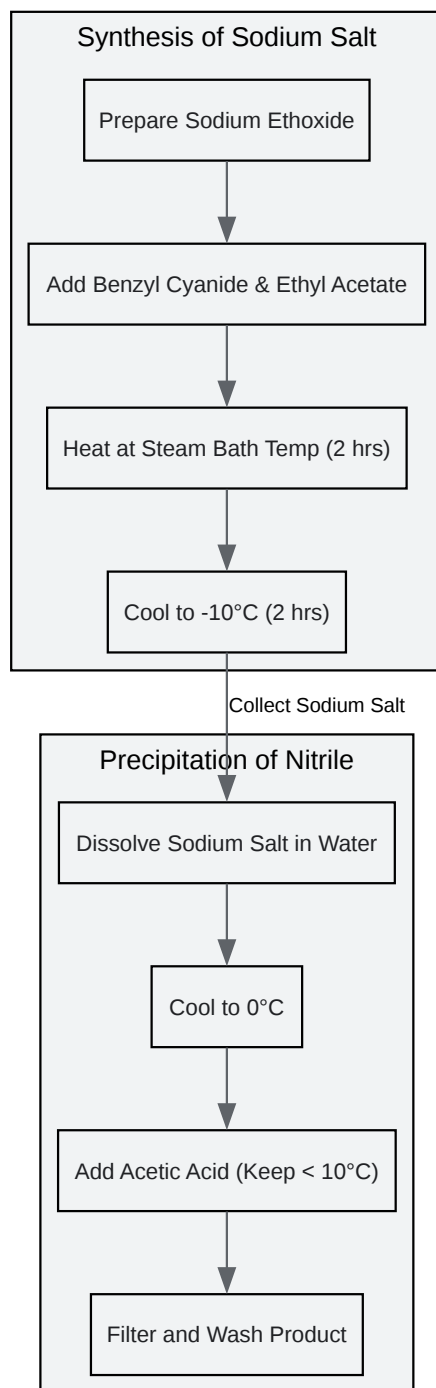 Synthesis of Sodium Salt
Prepare Sodium Ethoxide
Add Benzyl Cyanide & Ethyl Acetate
Heat at Steam Bath Temp (2 hrs)
Cool to -10°C (2 hrs)
Collect Sodium Salt
Precipitation of Nitrile
Dissolve Sodium Salt in Water
Cool to 0°C
Add Acetic Acid (Keep < 10°C)
Filter and Wash Product